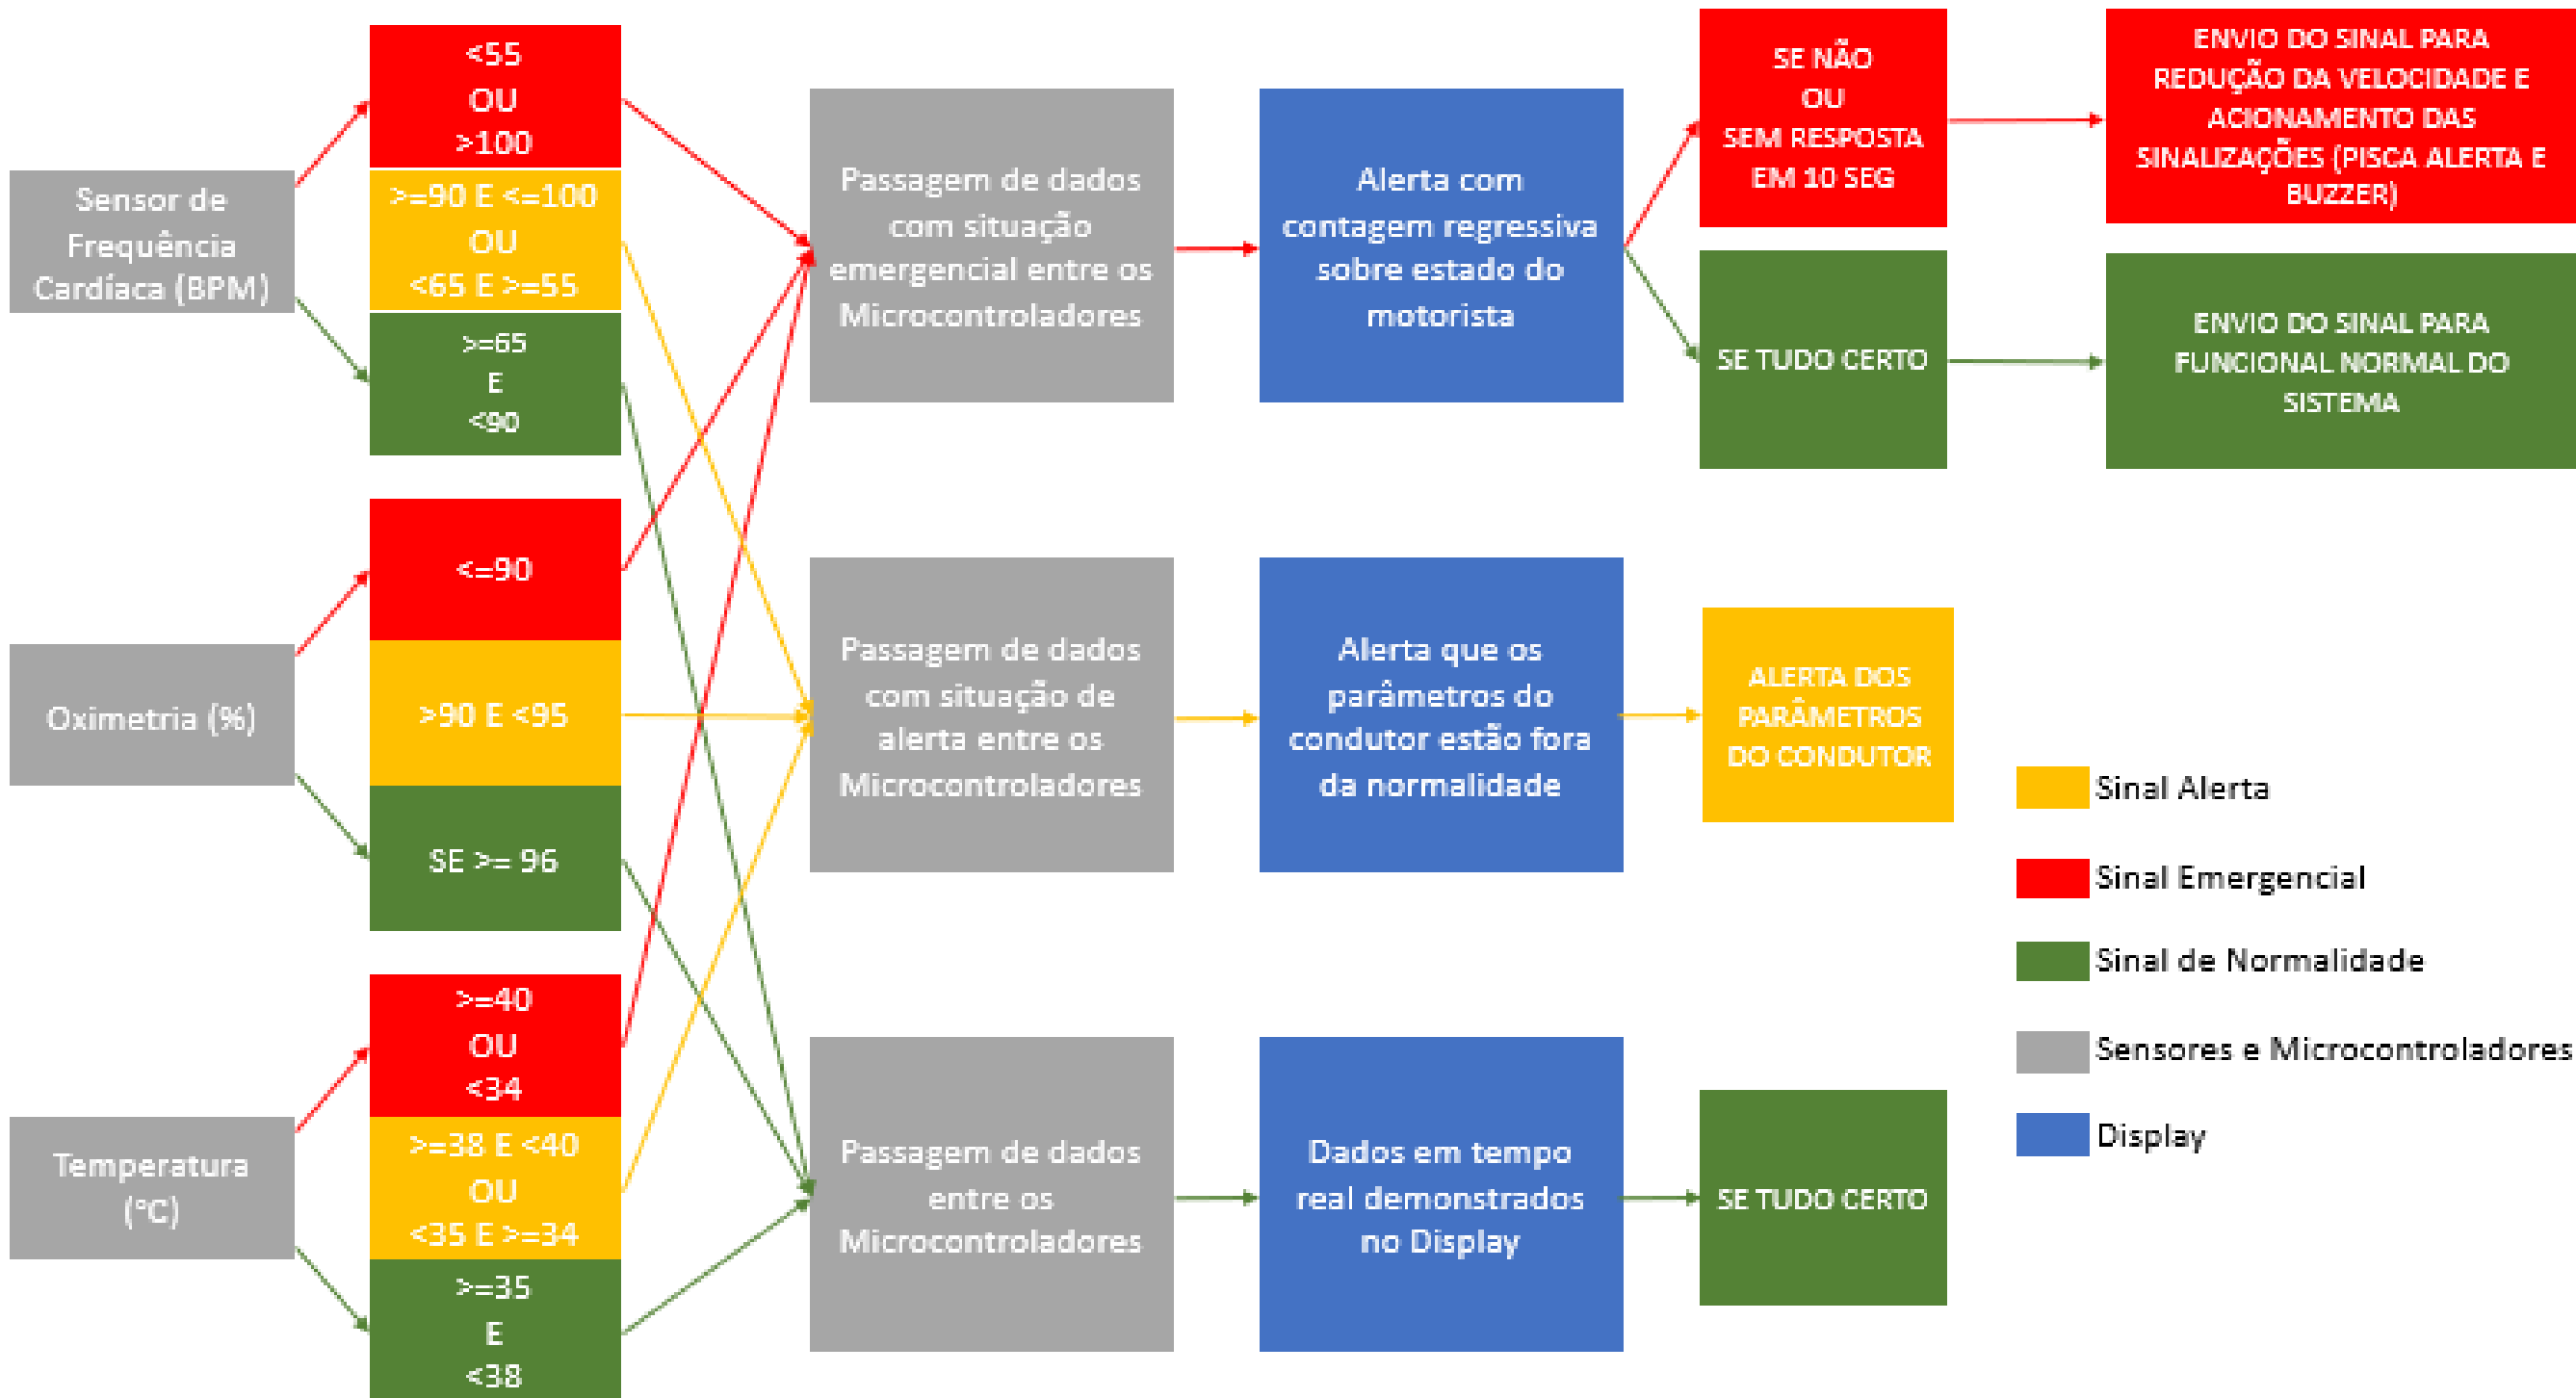 Sensor de
Frequência
Cardíaca (BPM)
<55
OU
>100
>=90 E <=100
OU
<65 E >=55
>=65
E
<90
Oximetria (%)
<=90
>90 E <95
SE >= 96
Temperatura
(°C)
>=40
OU
<34
>=38 E <40
OU
<35 E >=34
>=35
E
<38
Passagem de dados
com situação
emergencial entre os
Microcontroladores
Alerta com
contagem regressiva
sobre estado do
motorista
SE NÃO
OU
SEM RESPOSTA
EM 10 SEG
ENVIO DO SINAL PARA
REDUÇÃO DA VELOCIDADE E
ACIONAMENTO DAS
SINALIZAÇÕES (PISCA ALERTA E
BUZZER)
SE TUDO CERTO
ENVIO DO SINAL PARA
FUNCIONAL NORMAL DO
SISTEMA
Passagem de dados
com situação de
alerta entre os
Microcontroladores
Alerta que os
parâmetros do
condutor estão fora
da normalidade
ALERTA DOS
PARÂMETROS
DO CONDUTOR
Passagem de dados
entre os
Microcontroladores
Dados em tempo
real demonstrados
no Display
SE TUDO CERTO
Sinal Alerta
Sinal Emergencial
Sinal de Normalidade
Sensores e Microcontroladores
Display